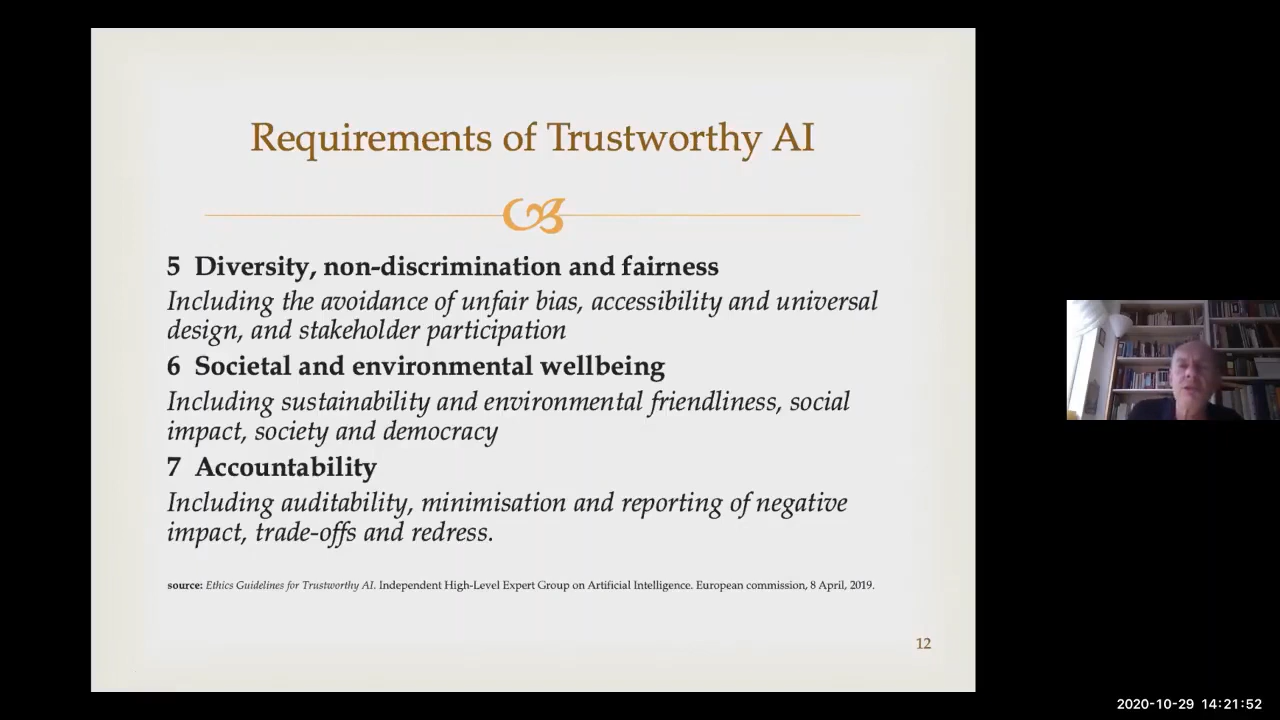 Requirements of Trustworthy AI
5 Diversity, non-discrimination and fairness
Including the avoidance of unfair bias, accessibility and universal
design, and stakeholder participation
6 Societal and environmental wellbeing
Including sustainability and environmental friendliness, social
impact, society and democracy
7 Accountability
Including auditability, minimisation and reporting of negative
impact, trade-offs and redress.
source: Ethics Guidelines for Trustworthy AI. Independent High-Level Expert Group on Artificial Intelligence. European commission, 8 April, 2019.
12
2020-10-29 14:21:52